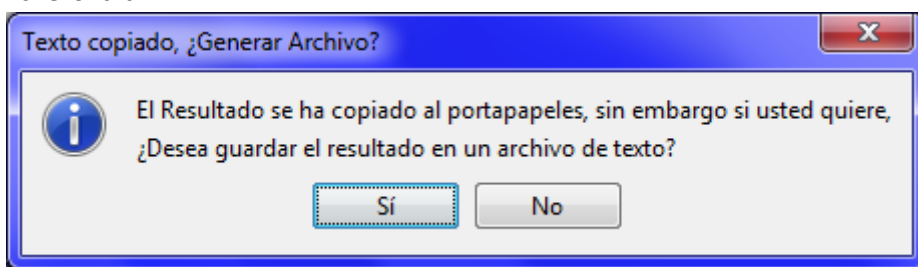 Texto copiado, ¿Generar Archivo?
El Resultado se ha copiado al portapapeles, sin embargo si usted quiere,
¿Desea guardar el resultado en un archivo de texto?
Sí No